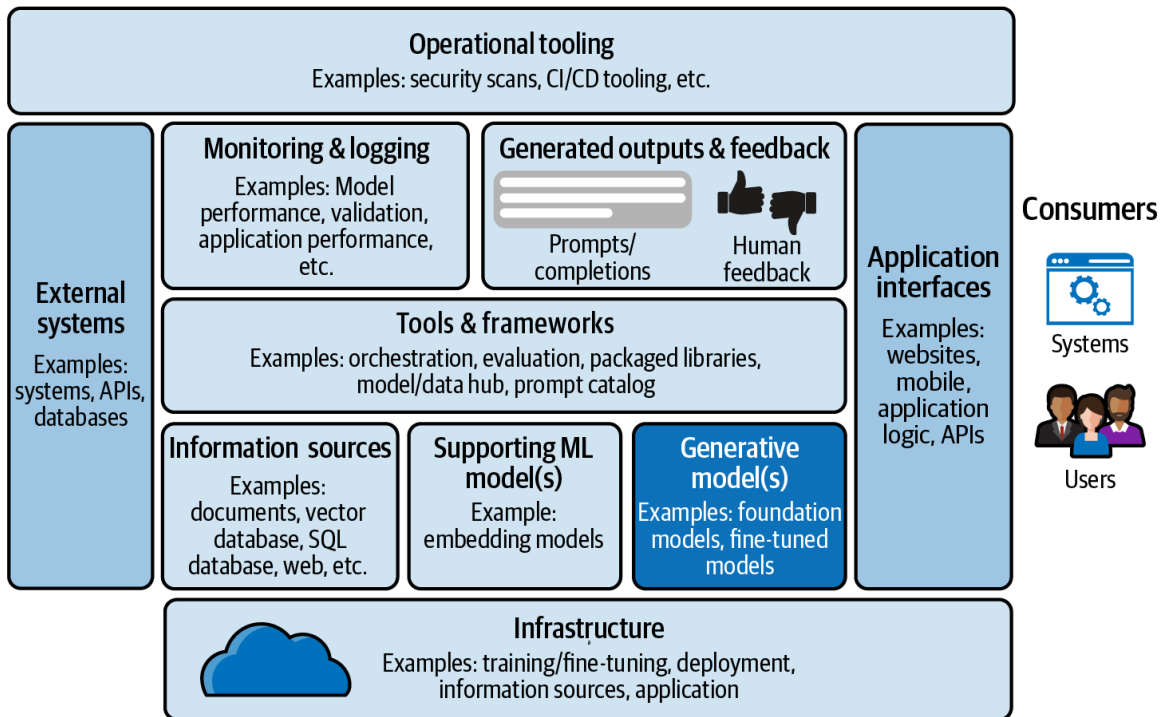 Operational tooling
Examples: security scans, CI/CD tooling, etc.
External
systems
Examples:
systems, APIs,
databases
Monitoring & logging
Examples: Model
performance, validation,
application performance,
etc.
Generated outputs & feedback
Prompts/
completions
Human
feedback
Tools & frameworks
Examples: orchestration, evaluation, packaged libraries,
model/data hub, prompt catalog
Information sources
Examples:
documents, vector
database, SQL
database, web, etc.
Supporting ML
model(s)
Example:
embedding models
Generative
model(s)
Examples: foundation
models, fine-tuned
models
Application
interfaces
Examples:
websites,
mobile,
application
logic, APIs
Consumers
Systems
Users
Infrastructure
Examples: training/fine-tuning, deployment,
information sources, application